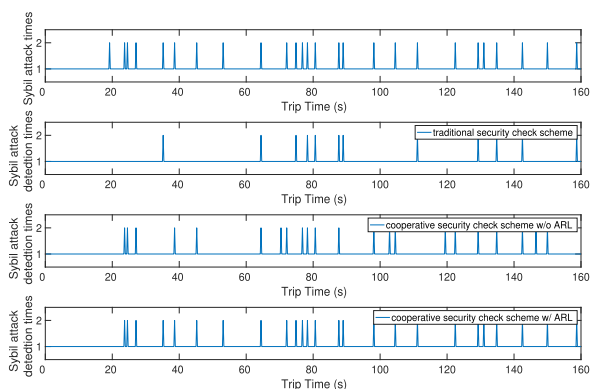 Sybil attack times
2
1
0 20 40 60 80 100 120 140 160
Trip Time (s)
Sybil attack
detedtion times
2
1
traditional security check scheme
0 20 40 60 80 100 120 140 160
Trip Time (s)
Sybil attack
detedtion times
2
1
cooperative security check scheme w/o ARL
0 20 40 60 80 100 120 140 160
Trip Time (s)
Sybil attack
detedtion times
2
1
cooperative security check scheme w/ ARL
0 20 40 60 80 100 120 140 160
Trip Time (s)